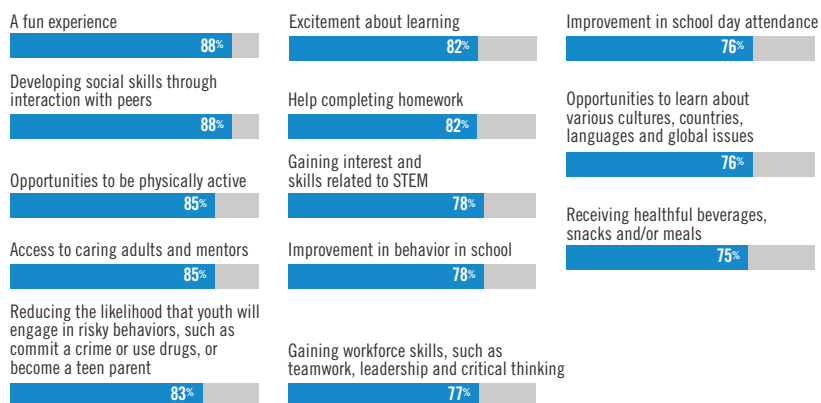 A fun experience
88%
Developing social skills through
interaction with peers
88%
Opportunities to be physically active
85%
Access to caring adults and mentors
85%
Reducing the likelihood that youth will
engage in risky behaviors, such as
commit a crime or use drugs, or
become a teen parent
83%
Excitement about learning
82%
Help completing homework
82%
Gaining interest and
skills related to STEM
78%
Improvement in behavior in school
78%
Gaining workforce skills, such as
teamwork, leadership and critical thinking
77%
Improvement in school day attendance
76%
Opportunities to learn about
various cultures, countries,
languages and global issues
76%
Receiving healthful beverages,
snacks and/or meals
75%